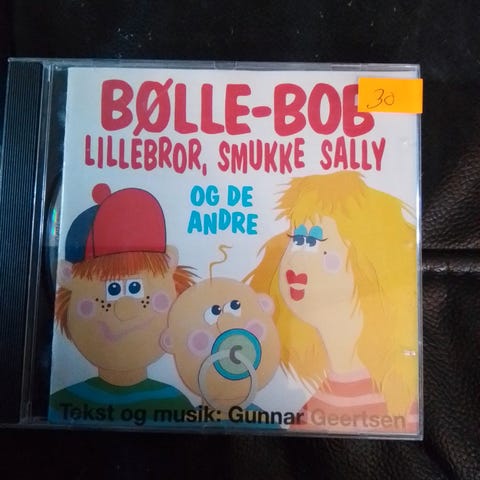 BØLLE-BOB
30
LILLEBROR, SMUKKE SALLY
OG DE
ANDRE
C
Tekst og musik: Gunnar Geertsen